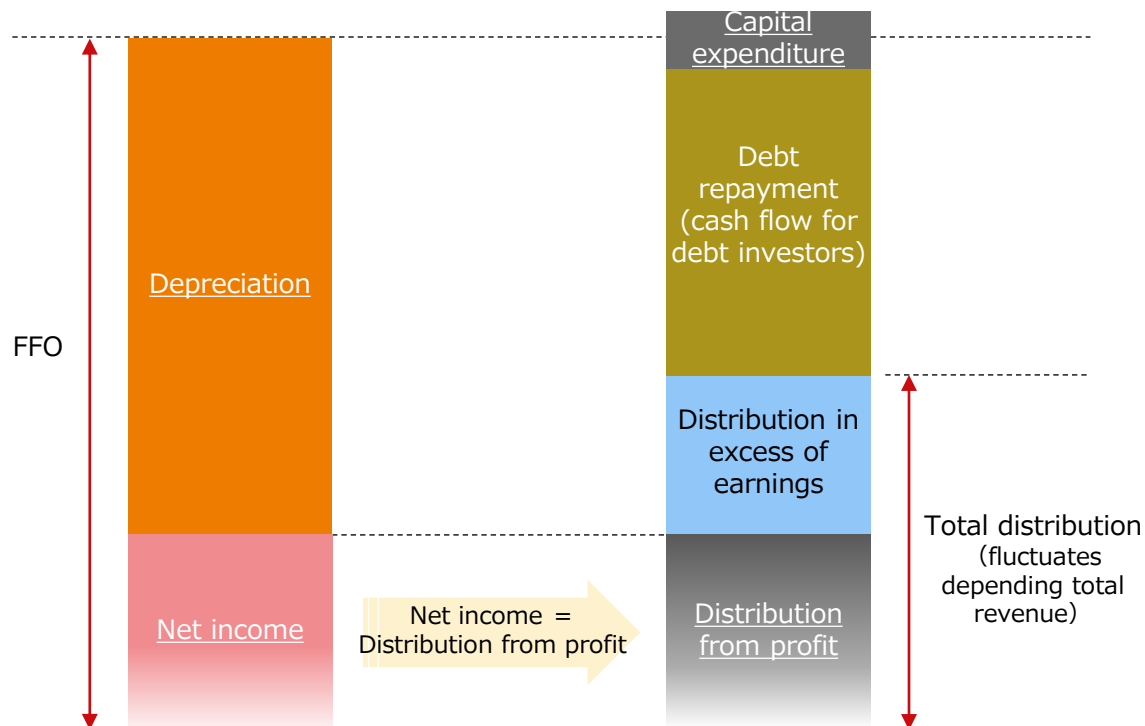 Capital
expenditure
Debt
repayment
(cash flow for
debt investors)
Depreciation
FFO
Distribution in
excess of
earnings
Total distribution
(fluctuates
depending total
revenue)
Net income
Net income =
Distribution from profit
Distribution
from profit